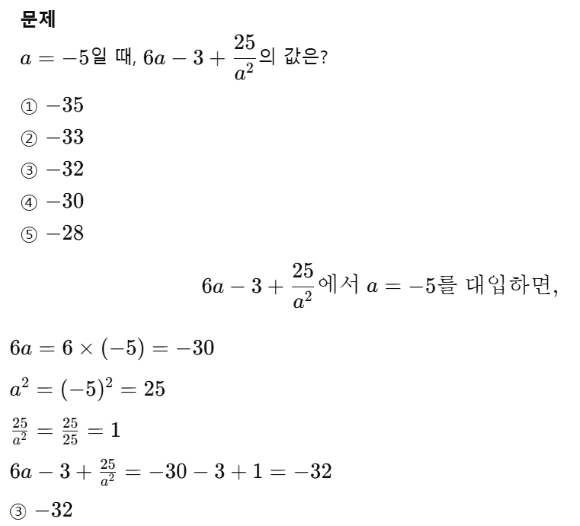 문제
a = −5일 때, 6a − 3 + 25/a²의 값은?
① −35
② −33
③ −32
④ −30
⑤ −28
6a − 3 + 25/a²에서 a = −5를 대입하면,
6a = 6 × (−5) = −30
a² = (−5)² = 25
25/a² = 25/25 = 1
6a − 3 + 25/a² = −30 − 3 + 1 = −32
③ −32